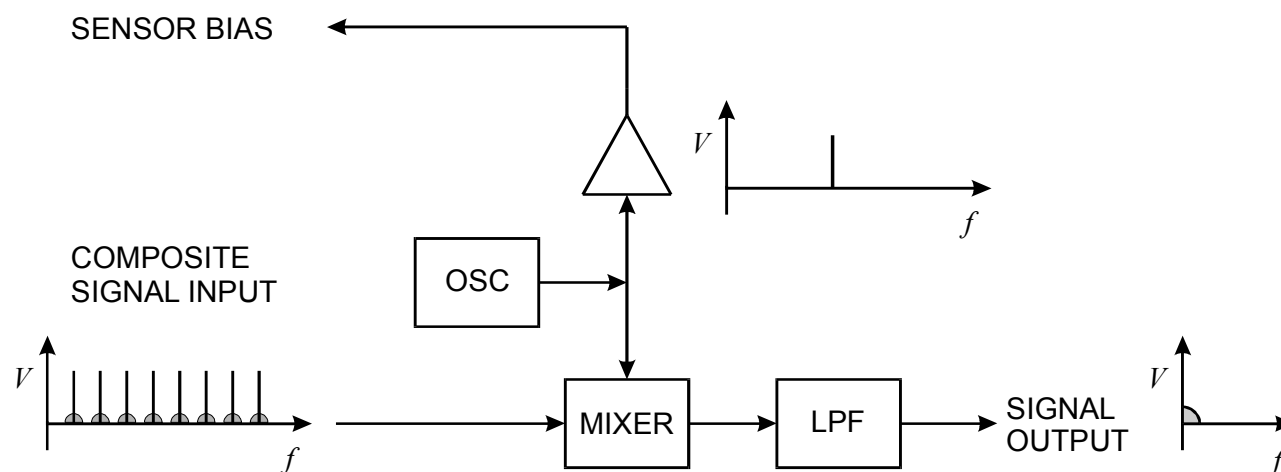 SENSOR BIAS
V
f
COMPOSITE
SIGNAL INPUT
OSC
V
f
MIXER
LPF
SIGNAL
OUTPUT
V
f